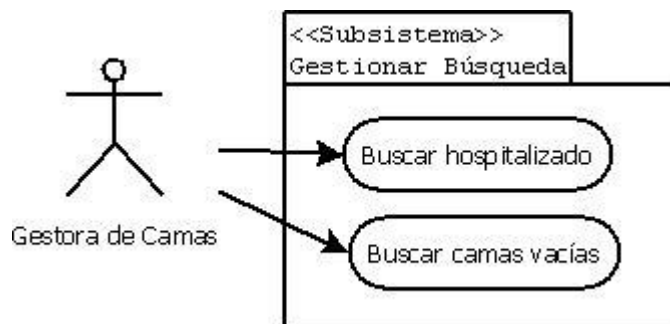 <<Subsistema>>
Gestionar Búsqueda
Buscar hospitalizado
Gestora de Camas
Buscar camas vacías